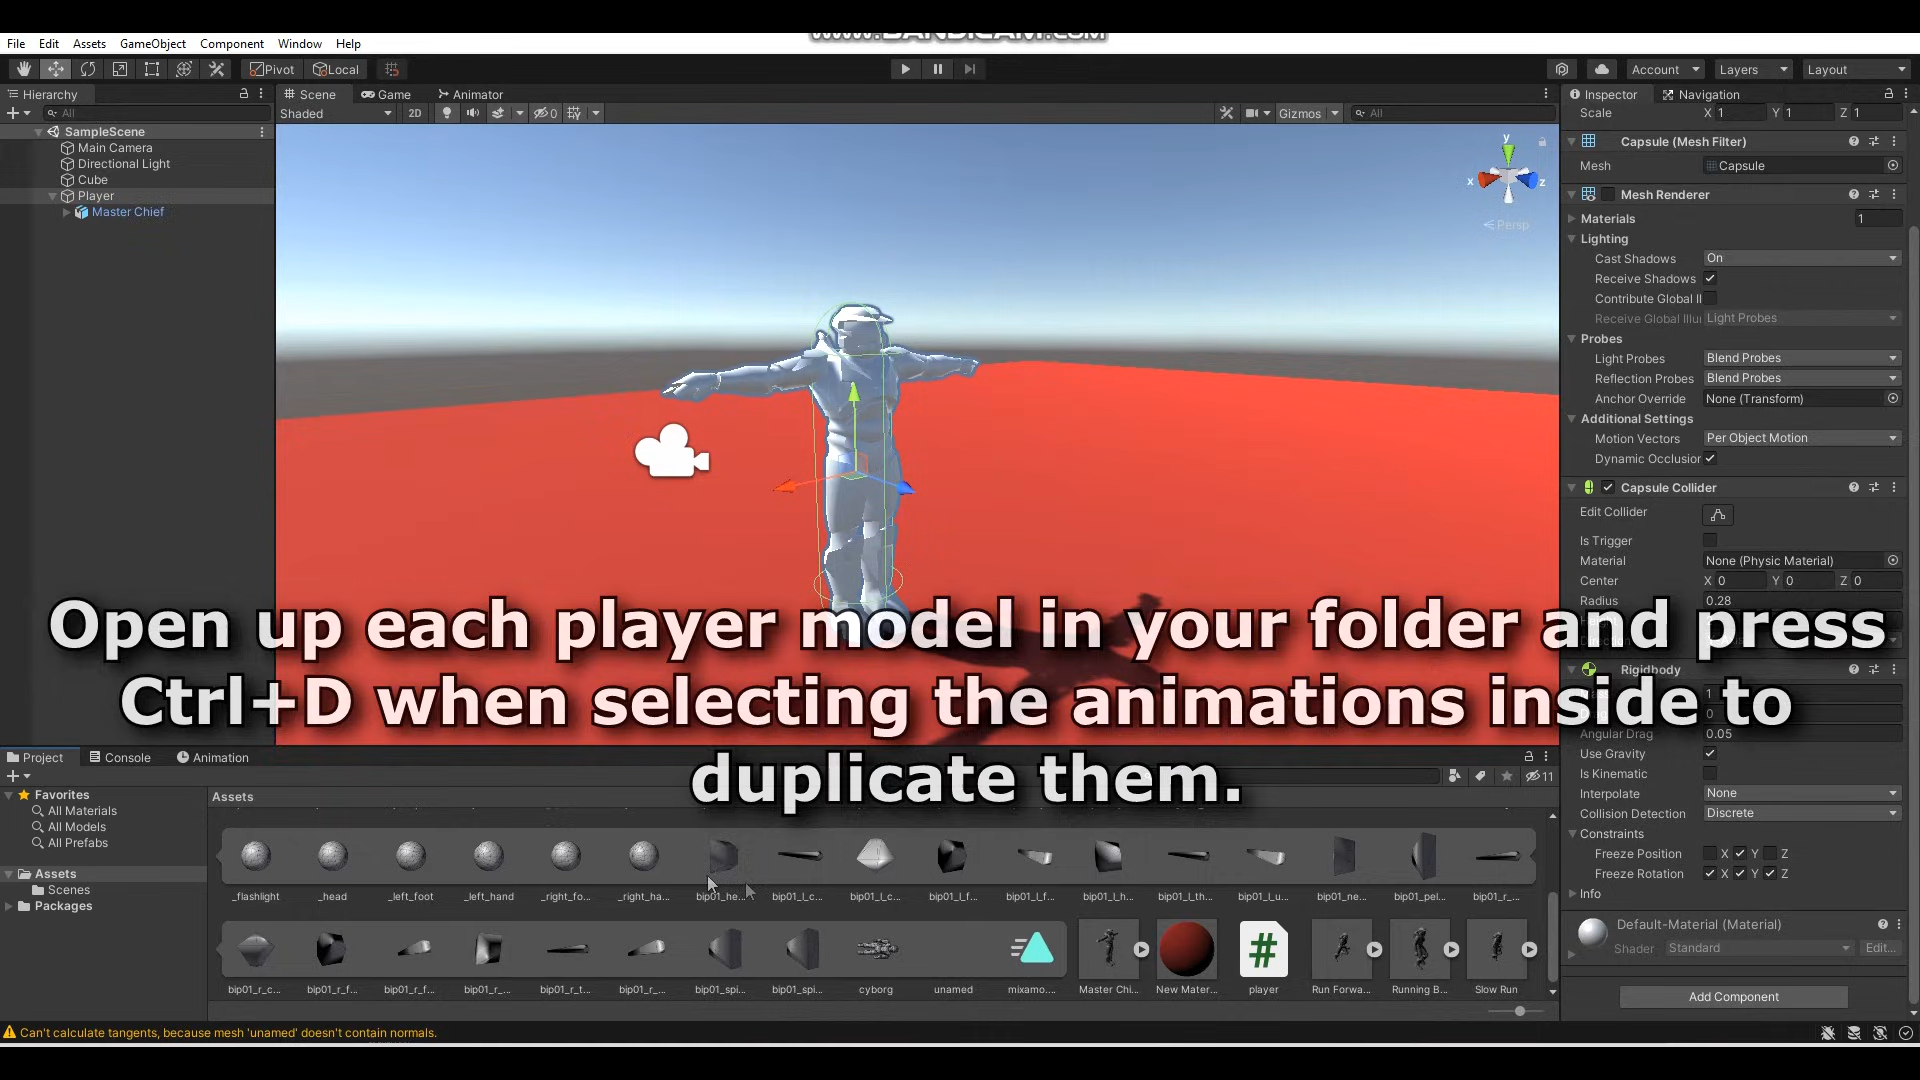 www.BANDICAM.com
File Edit Assets GameObject Component Window Help
Pivot Local Account Layers Layout
Hierarchy
All
SampleScene
Main Camera
Directional Light
Cube
Player
Master Chief
Scene Game Animator
Shaded 2D 0 Gizmos All
y
x z
Persp
Inspector Navigation
Scale X 1 Y 1 Z 1
Capsule (Mesh Filter)
Mesh Capsule
Mesh Renderer
Materials 1
Lighting
Cast Shadows On
Receive Shadows
Contribute Global Il
Receive Global Illu Light Probes
Probes
Light Probes Blend Probes
Reflection Probes Blend Probes
Anchor Override None (Transform)
Additional Settings
Motion Vectors Per Object Motion
Dynamic Occlusion
Capsule Collider
Edit Collider
Is Trigger
Material None (Physic Material)
Center X 0 Y 0 Z 0
Radius 0.28
Rigidbody
1
0
Angular Drag 0.05
Use Gravity
Is Kinematic
Interpolate None
Collision Detection Discrete
Constraints
Freeze Position X Y Z
Freeze Rotation X Y Z
Info
Default-Material (Material)
Shader Standard Edit...
Add Component
Open up each player model in your folder and press
Ctrl+D when selecting the animations inside to
duplicate them.
Project Console Animation
11
Favorites
All Materials
All Models
All Prefabs
Assets
Scenes
Packages
Assets
_flashlight _head _left_foot _left_hand _right_fo... _right_ha... bip01_he... bip01_l_c... bip01_l_c... bip01_l_f... bip01_l_f... bip01_l_h... bip01_l_th... bip01_l_u... bip01_ne... bip01_pel... bip01_r_...
bip01_r_c... bip01_r_f... bip01_r_f... bip01_r_... bip01_r_t... bip01_r_... bip01_spi... bip01_spi... cyborg unamed mixamo.... Master Chi... New Mater... player Run Forwa... Running B... Slow Run
Can't calculate tangents, because mesh 'unamed' doesn't contain normals.